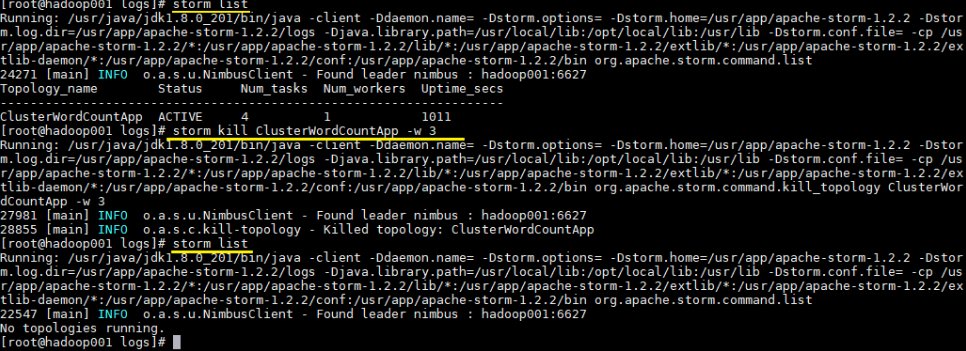 [root@hadoop001 logs]# storm list
Running: /usr/java/jdk1.8.0_201/bin/java -client -Ddaemon.name= -Dstorm.options= -Dstorm.home=/usr/app/apache-storm-1.2.2 -Dstor
m.log.dir=/usr/app/apache-storm-1.2.2/logs -Djava.library.path=/usr/local/lib:/opt/local/lib:/usr/lib -Dstorm.conf.file= -cp /us
r/app/apache-storm-1.2.2/*:/usr/app/apache-storm-1.2.2/lib/*:/usr/app/apache-storm-1.2.2/extlib/*:/usr/app/apache-storm-1.2.2/ex
tlib-daemon/*:/usr/app/apache-storm-1.2.2/conf:/usr/app/apache-storm-1.2.2/bin org.apache.storm.command.list
24271 [main] INFO  o.a.s.u.NimbusClient - Found leader nimbus : hadoop001:6627
Topology_name        Status     Num_tasks  Num_workers  Uptime_secs
-------------------------------------------------------------------
ClusterWordCountApp  ACTIVE     4          1            1011
[root@hadoop001 logs]# storm kill ClusterWordCountApp -w 3
Running: /usr/java/jdk1.8.0_201/bin/java -client -Ddaemon.name= -Dstorm.options= -Dstorm.home=/usr/app/apache-storm-1.2.2 -Dstor
m.log.dir=/usr/app/apache-storm-1.2.2/logs -Djava.library.path=/usr/local/lib:/opt/local/lib:/usr/lib -Dstorm.conf.file= -cp /us
r/app/apache-storm-1.2.2/*:/usr/app/apache-storm-1.2.2/lib/*:/usr/app/apache-storm-1.2.2/extlib/*:/usr/app/apache-storm-1.2.2/ex
tlib-daemon/*:/usr/app/apache-storm-1.2.2/conf:/usr/app/apache-storm-1.2.2/bin org.apache.storm.command.kill_topology ClusterWor
dCountApp -w 3
27981 [main] INFO  o.a.s.u.NimbusClient - Found leader nimbus : hadoop001:6627
28855 [main] INFO  o.a.s.c.kill-topology - Killed topology: ClusterWordCountApp
[root@hadoop001 logs]# storm list
Running: /usr/java/jdk1.8.0_201/bin/java -client -Ddaemon.name= -Dstorm.options= -Dstorm.home=/usr/app/apache-storm-1.2.2 -Dstor
m.log.dir=/usr/app/apache-storm-1.2.2/logs -Djava.library.path=/usr/local/lib:/opt/local/lib:/usr/lib -Dstorm.conf.file= -cp /us
r/app/apache-storm-1.2.2/*:/usr/app/apache-storm-1.2.2/lib/*:/usr/app/apache-storm-1.2.2/extlib/*:/usr/app/apache-storm-1.2.2/ex
tlib-daemon/*:/usr/app/apache-storm-1.2.2/conf:/usr/app/apache-storm-1.2.2/bin org.apache.storm.command.list
22547 [main] INFO  o.a.s.u.NimbusClient - Found leader nimbus : hadoop001:6627
No topologies running.
[root@hadoop001 logs]#